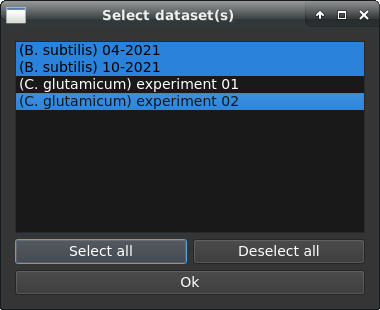 Select dataset(s)
(B. subtilis) 04-2021
(B. subtilis) 10-2021
(C. glutamicum) experiment 01
(C. glutamicum) experiment 02
Select all
Deselect all
Ok